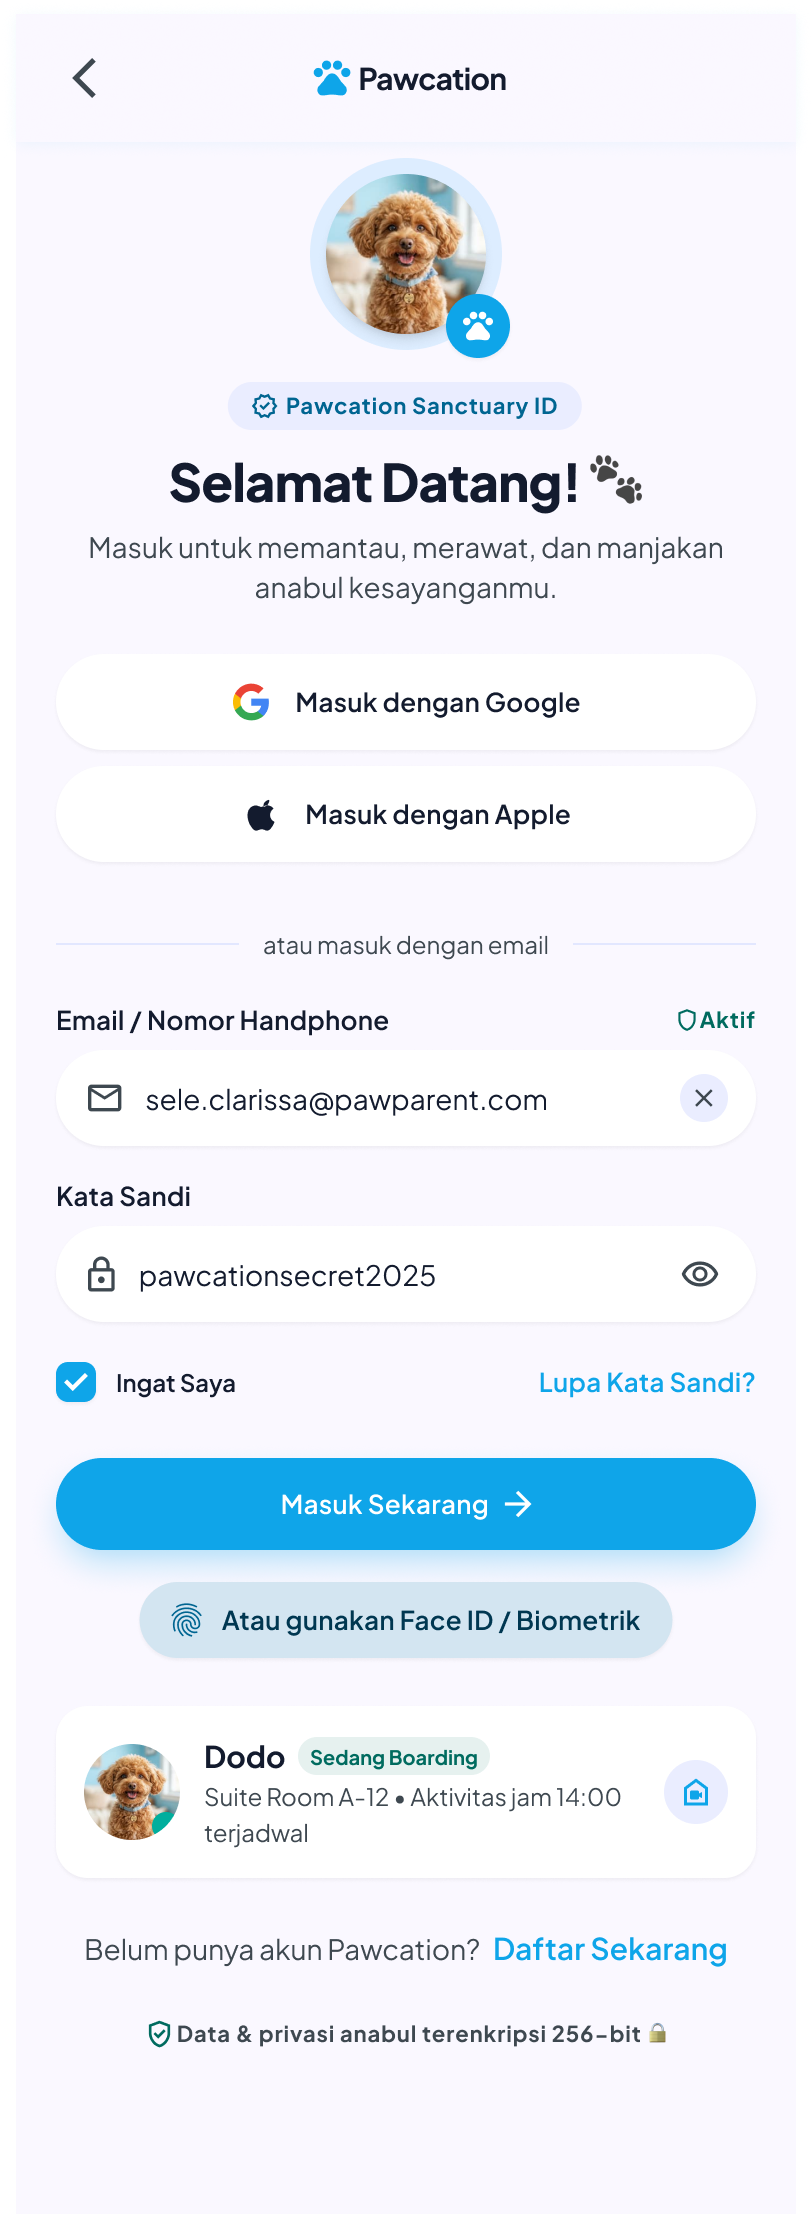 Pawcation
Pawcation Sanctuary ID
Selamat Datang! 🐾
Masuk untuk memantau, merawat, dan manjakan
anabul kesayanganmu.
Masuk dengan Google
Masuk dengan Apple
atau masuk dengan email
Email / Nomor Handphone
Aktif
sele.clarissa@pawparent.com
Kata Sandi
pawcationsecret2025
Ingat Saya
Lupa Kata Sandi?
Masuk Sekarang →
Atau gunakan Face ID / Biometrik
Dodo
Sedang Boarding
Suite Room A-12 • Aktivitas jam 14:00
terjadwal
Belum punya akun Pawcation? Daftar Sekarang
Data & privasi anabul terenkripsi 256-bit 🔒